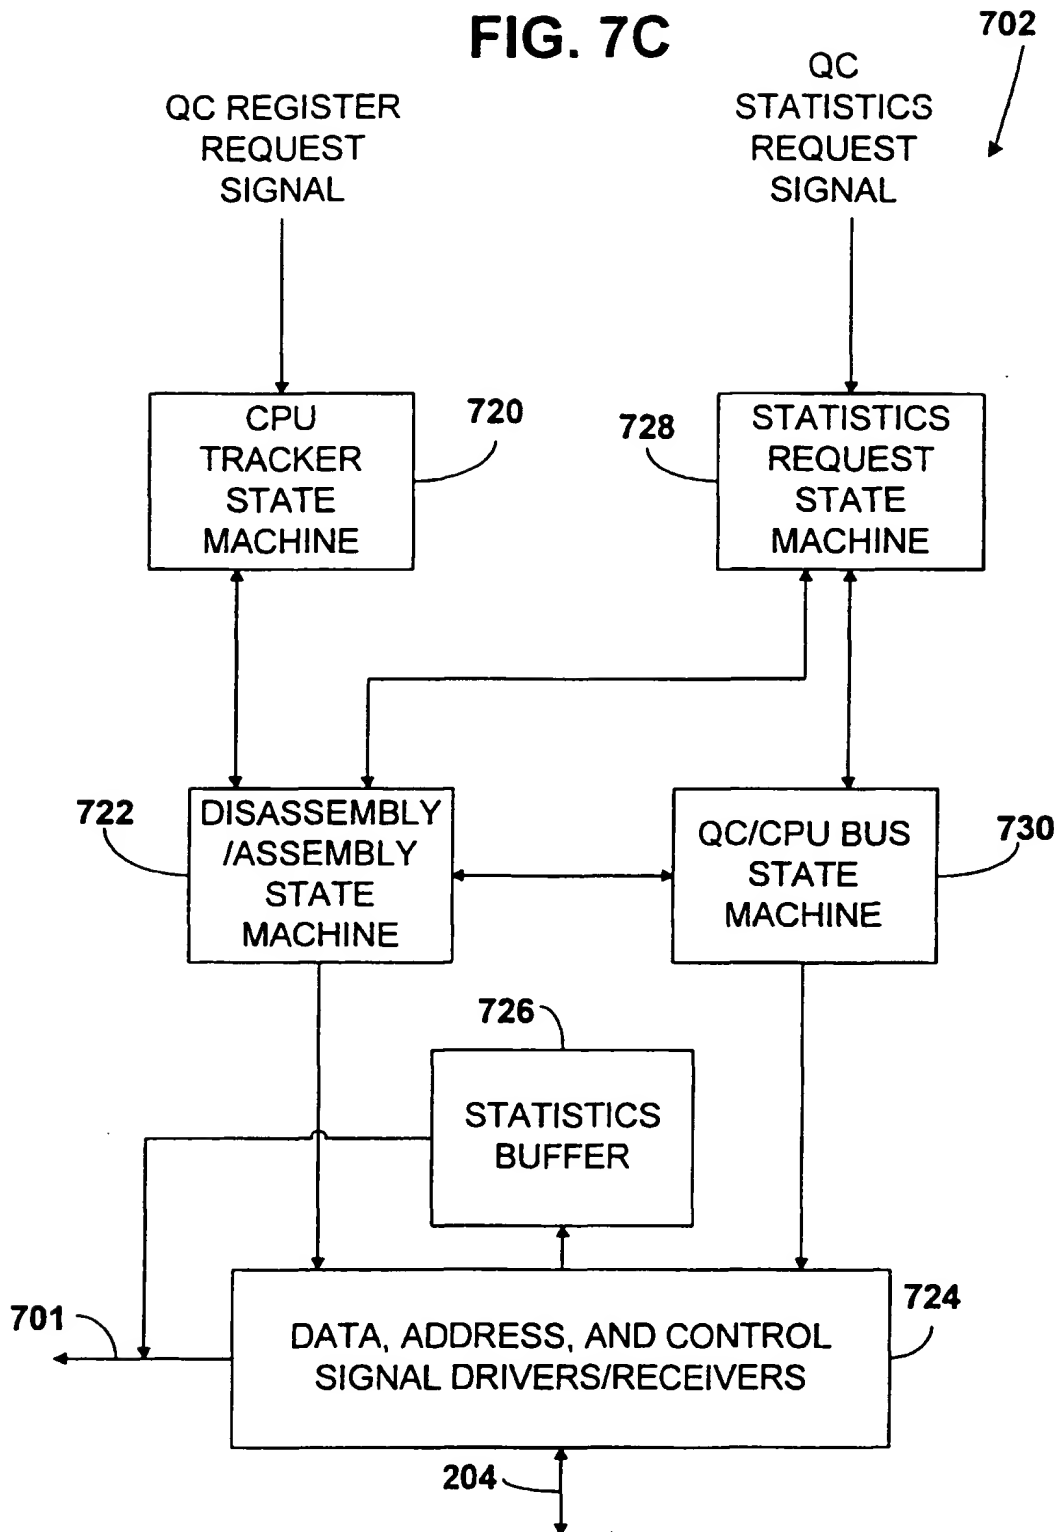 FIG. 7C
702
QC REGISTER
REQUEST
SIGNAL
QC
STATISTICS
REQUEST
SIGNAL
CPU
TRACKER
STATE
MACHINE
720
728
STATISTICS
REQUEST
STATE
MACHINE
722
DISASSEMBLY
/ASSEMBLY
STATE
MACHINE
QC/CPU BUS
STATE
MACHINE
730
726
STATISTICS
BUFFER
701
DATA, ADDRESS, AND CONTROL
SIGNAL DRIVERS/RECEIVERS
724
204